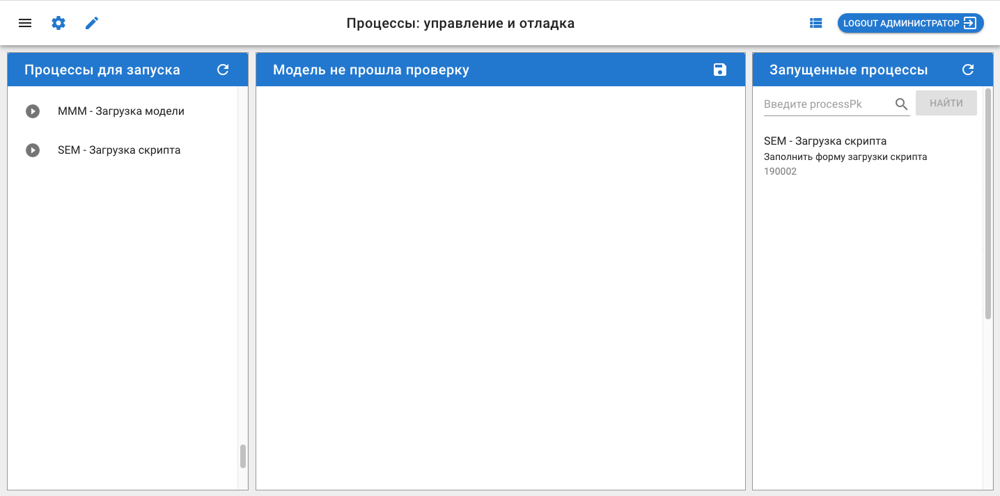 Процессы: управление и отладка
LOGOUT АДМИНИСТРАТОР
Процессы для запуска
МММ - Загрузка модели
SEM - Загрузка скрипта
Модель не прошла проверку
Запущенные процессы
Введите processPk
НАЙТИ
SEM - Загрузка скрипта
Заполнить форму загрузки скрипта
190002